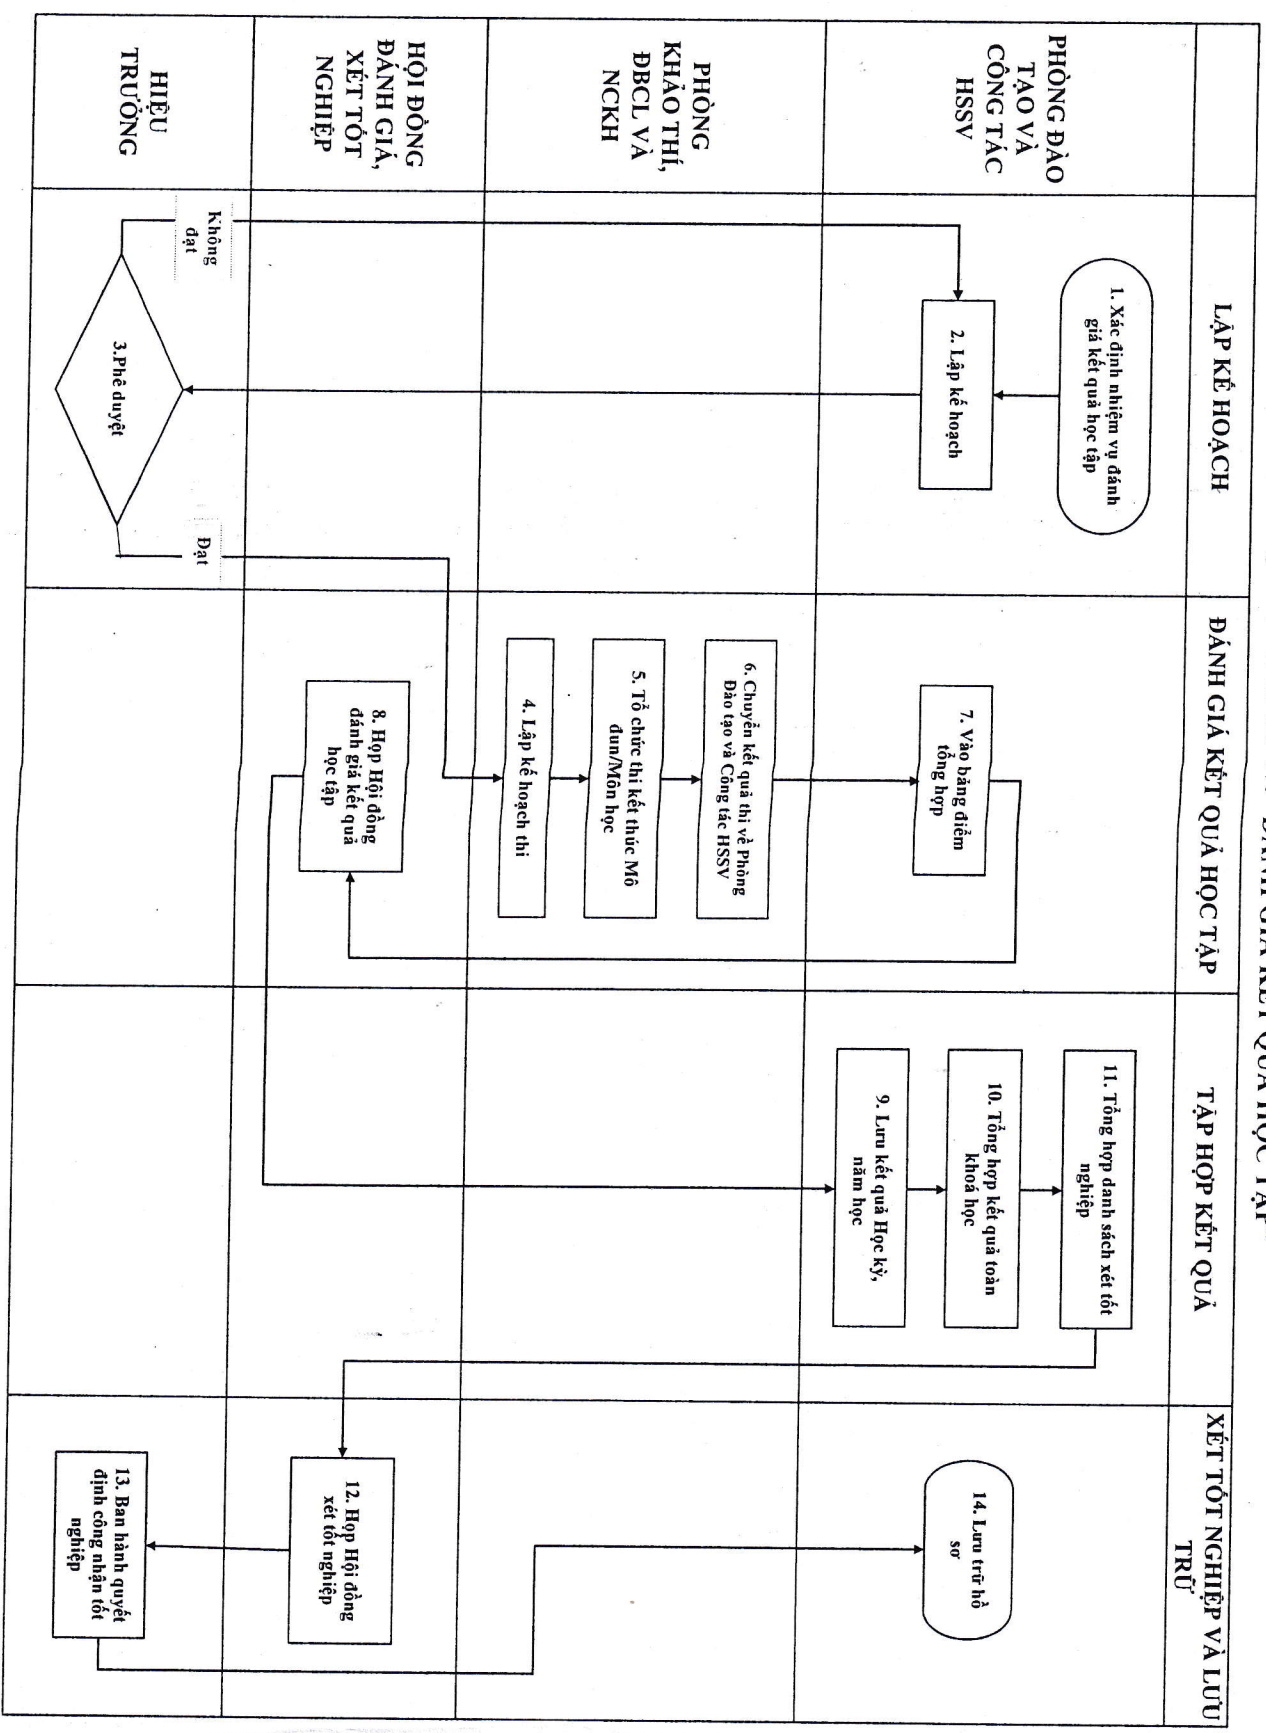 ĐÁNH GIÁ KẾT QUẢ HỌC TẬP
LẬP KẾ HOẠCH
ĐÁNH GIÁ KẾT QUẢ HỌC TẬP
TẬP HỢP KẾT QUẢ
XÉT TỐT NGHIỆP VÀ LƯU
TRỮ
PHÒNG ĐÀO
TẠO VÀ
CÔNG TÁC
HSSV
1. Xác định nhiệm vụ đánh
giá kết quả học tập
2. Lập kế hoạch
7. Vào bảng điểm
tổng hợp
11. Tổng hợp danh sách xét tốt
nghiệp
10. Tổng hợp kết quả toàn
khoá học
9. Lưu kết quả Học kỳ,
năm học
14. Lưu trữ hồ
sơ
PHÒNG
KHẢO THÍ,
ĐBCL VÀ
NCKH
6. Chuyển kết quả thi về Phòng
Đào tạo và Công tác HSSV
5. Tổ chức thi kết thúc Mô
đun/Môn học
4. Lập kế hoạch thi
HỘI ĐỒNG
ĐÁNH GIÁ,
XÉT TỐT
NGHIỆP
8. Họp Hội đồng
đánh giá kết quả
học tập
12. Họp Hội đồng
xét tốt nghiệp
HIỆU
TRƯỞNG
Không
đạt
3.Phê duyệt
Đạt
13. Ban hành quyết
định công nhận tốt
nghiệp